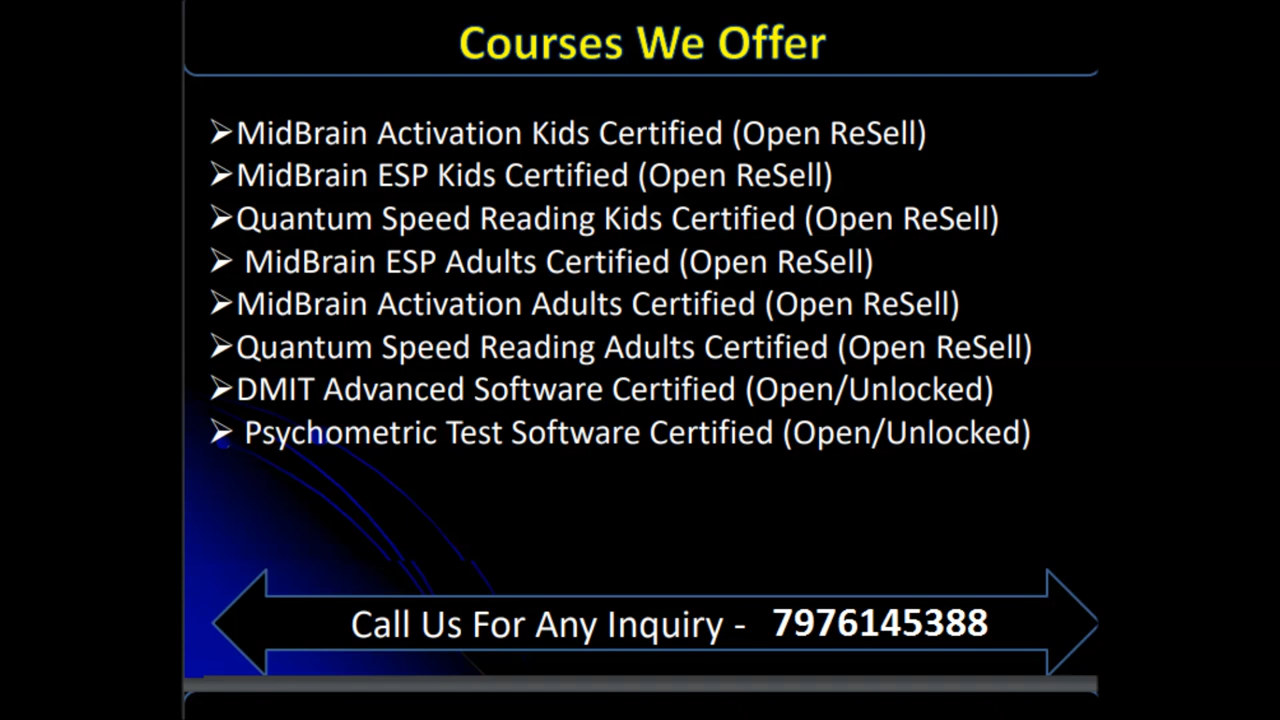 Courses We Offer
➢MidBrain Activation Kids Certified (Open ReSell)
➢MidBrain ESP Kids Certified (Open ReSell)
➢Quantum Speed Reading Kids Certified (Open ReSell)
➢ MidBrain ESP Adults Certified (Open ReSell)
➢MidBrain Activation Adults Certified (Open ReSell)
➢Quantum Speed Reading Adults Certified (Open ReSell)
➢DMIT Advanced Software Certified (Open/Unlocked)
➢ Psychometric Test Software Certified (Open/Unlocked)
Call Us For Any Inquiry - 7976145388